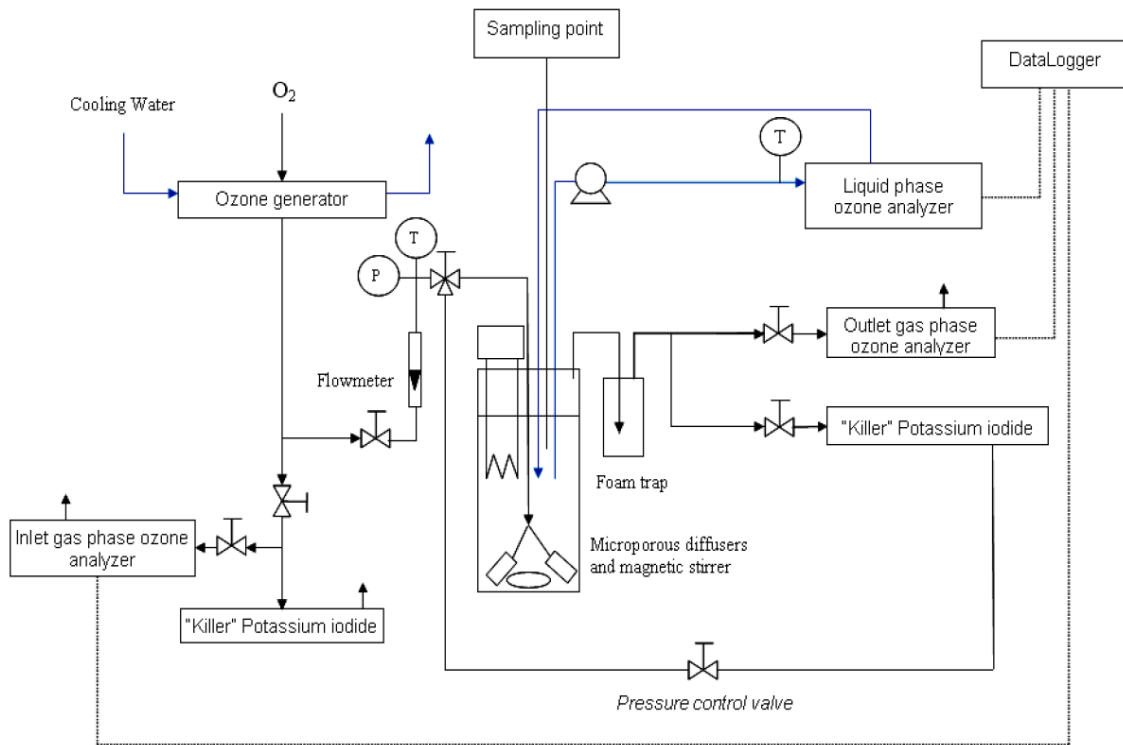 Sampling point
DataLogger
Cooling Water
O₂
T
Ozone generator
Liquid phase
ozone analyzer
T
P
Outlet gas phase
ozone analyzer
Flowmeter
"Killer" Potassium iodide
Foam trap
Inlet gas phase ozone
analyzer
Microporous diffusers
and magnetic stirrer
"Killer" Potassium iodide
Pressure control valve